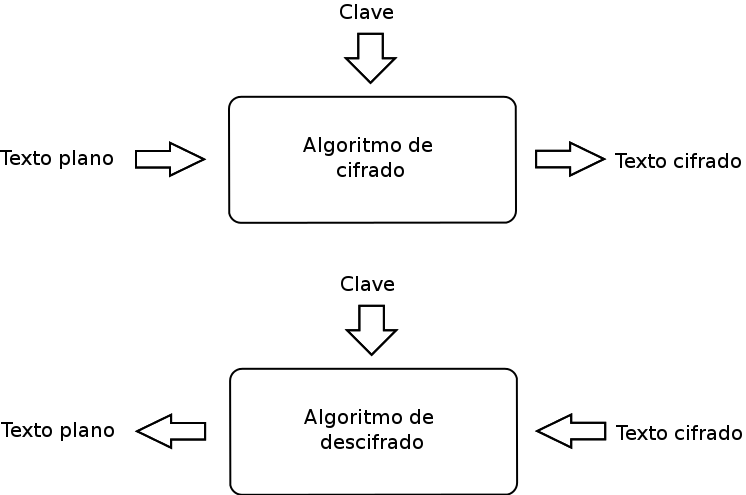 Clave
Texto plano
Algoritmo de
cifrado
Texto cifrado
Clave
Texto plano
Algoritmo de
descifrado
Texto cifrado